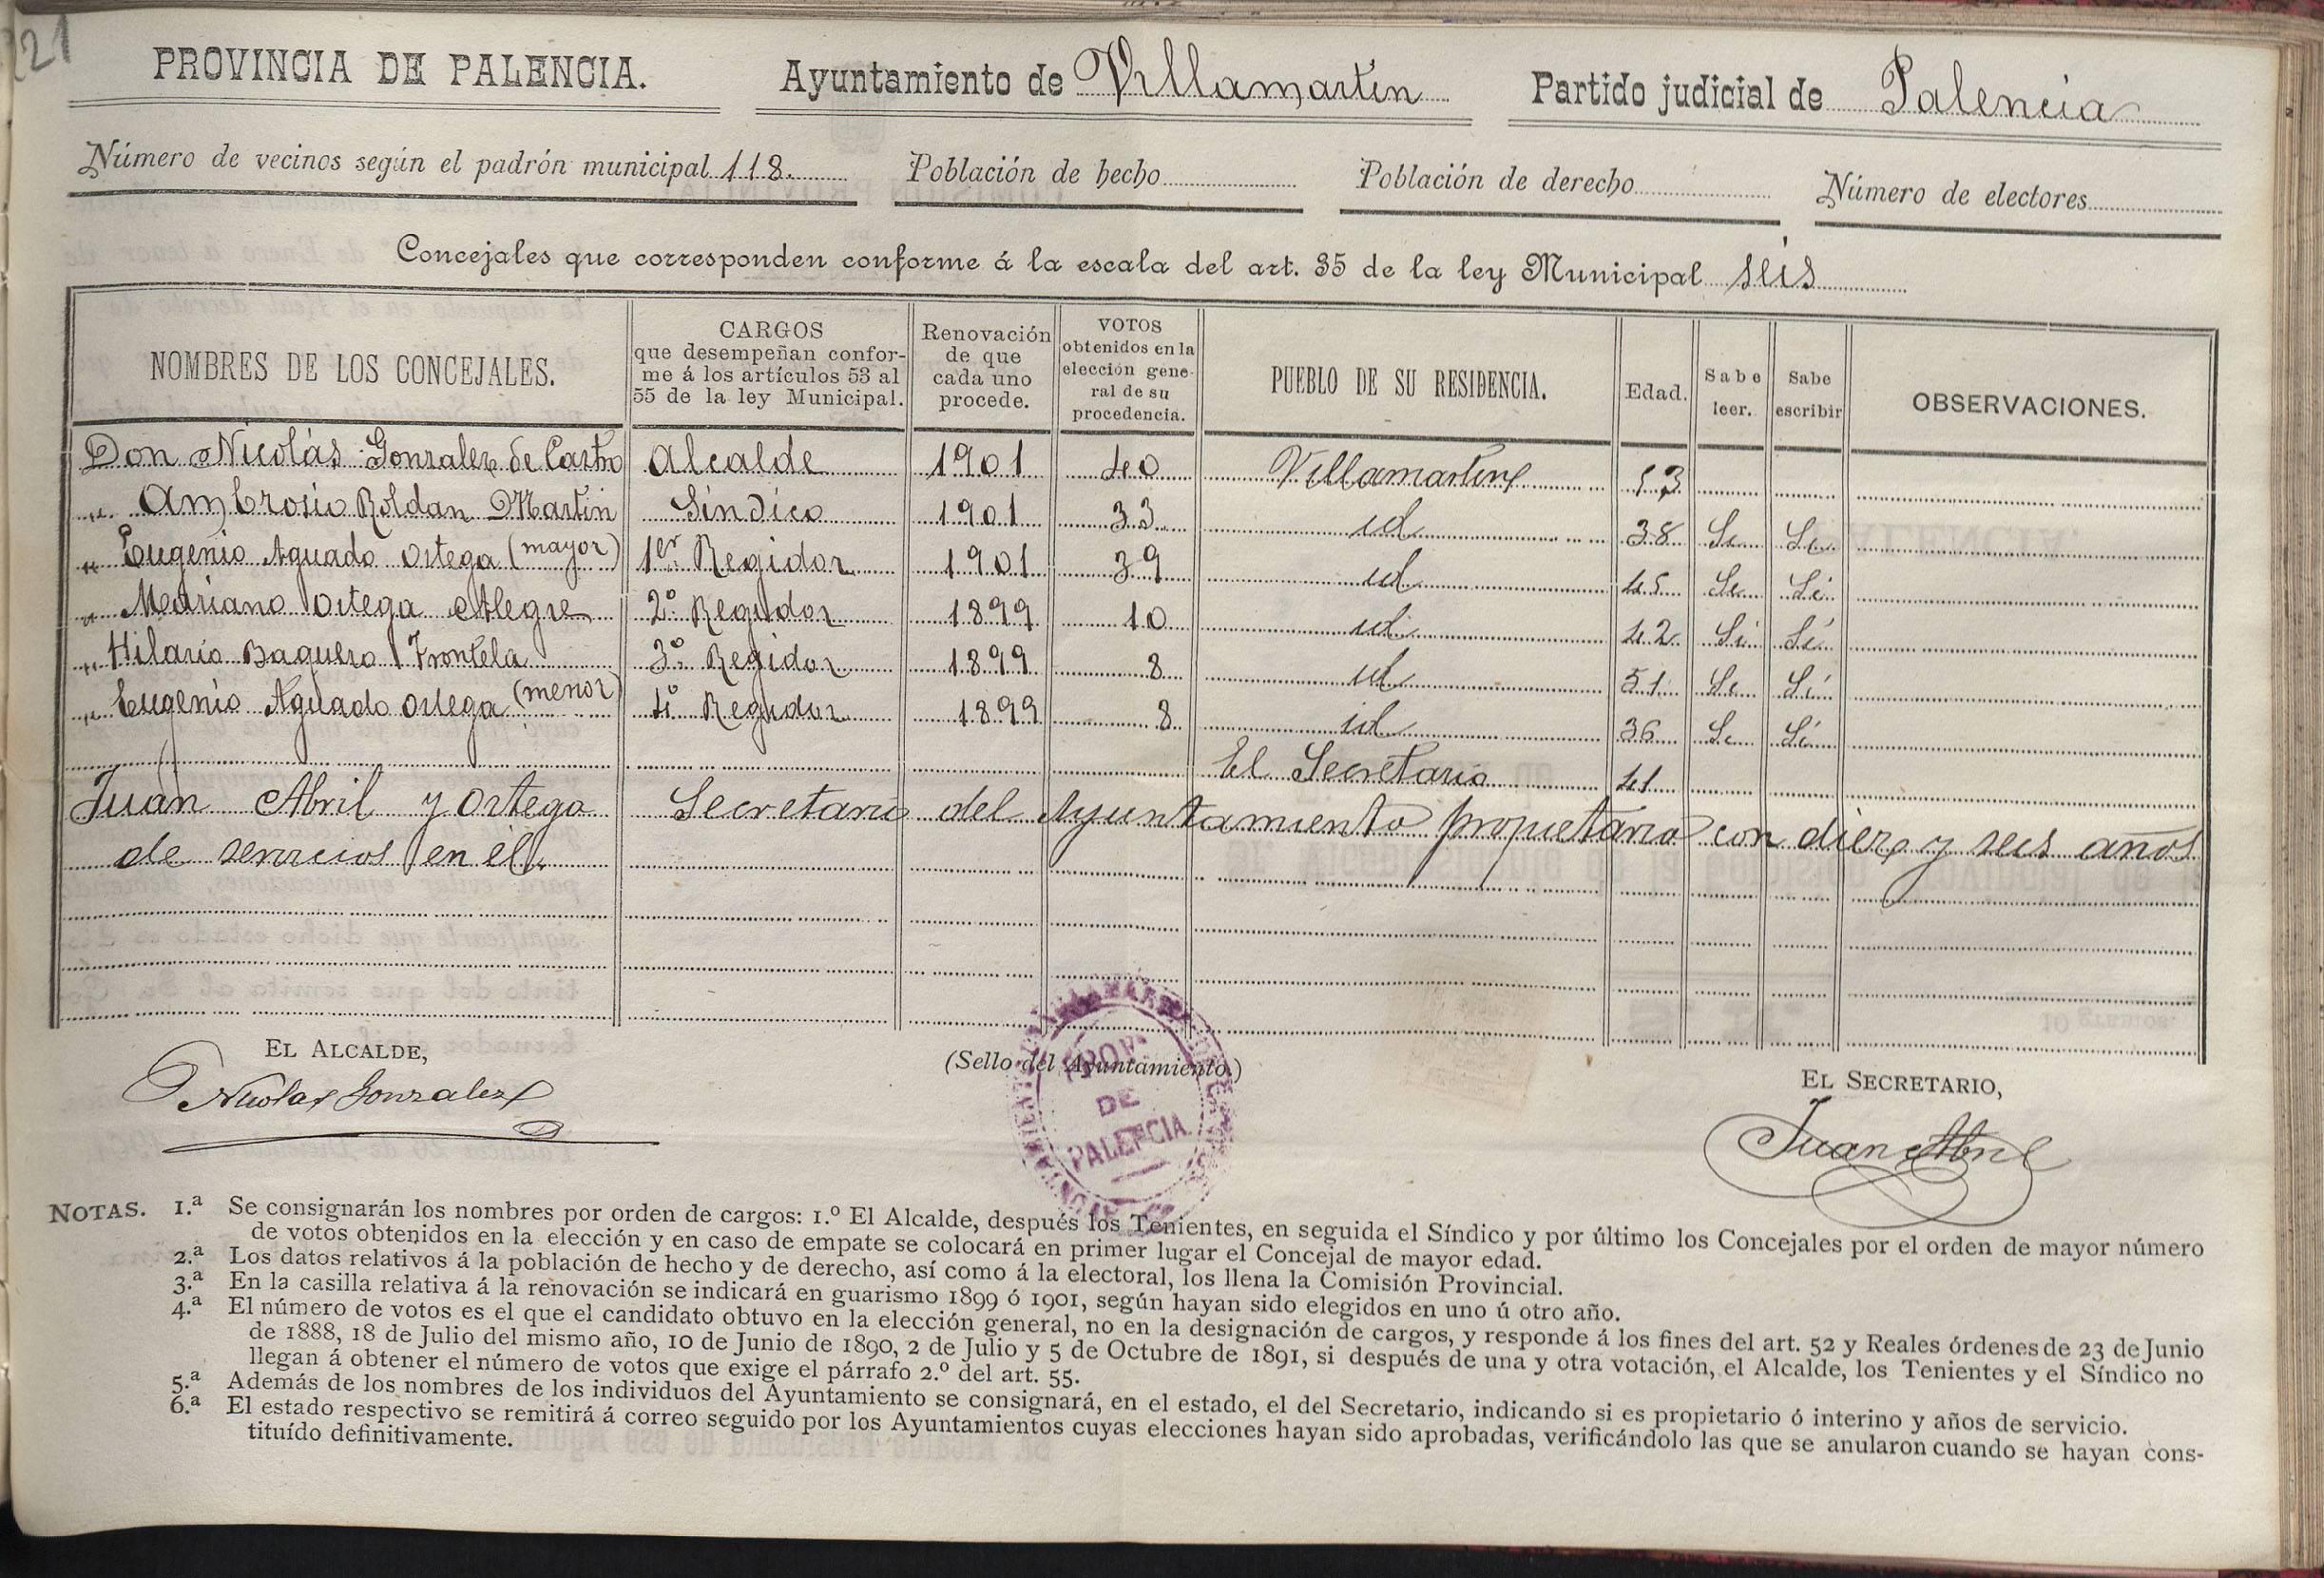 21
PROVINCIA DE PALENCIA. Ayuntamiento de Villamartin Partido judicial de Palencia
Número de vecinos según el padrón municipal 118. Población de hecho Población de derecho Número de electores
Concejales que corresponden conforme á la escala del art. 35 de la ley Municipal seis
NOMBRES DE LOS CONCEJALES. CARGOS que desempeñan confor- me á los artículos 53 al 55 de la ley Municipal. Renovación de que cada uno procede. VOTOS obtenidos en la elección gene- ral de su procedencia. PUEBLO DE SU RESIDENCIA. Edad. Sabe leer. Sabe escribir OBSERVACIONES.
Don Nicolás Gonzalez de Castro Alcalde 1901 40 Villamartin 53
" Ambrosio Roldan Martin Sindico 1901 33 id 38 Si Si
" Eugenio Aguado Ortega (mayor) 1er Regidor 1901 39 id 45 Si Si
" Mariano Ortega Alegre 2º Regidor 1899 10 id 42 Si Si
" Hilario Baquero Frontela 3º Regidor 1899 8 id 51 Si Si
" Eugenio Aguado Ortega (menor) 4º Regidor 1899 8 id 36 Si Si
El Secretario 41
Juan Abril y Ortega Secretario del Ayuntamiento propietario con diez y seis años
de servicios en él.
EL ALCALDE,
Nicolas Gonzalez
(Sello del Ayuntamiento.)
PROV.
DE
PALENCIA
EL SECRETARIO,
Juan Abril
NOTAS. 1.ª Se consignarán los nombres por orden de cargos: 1.º El Alcalde, después los Tenientes, en seguida el Síndico y por último los Concejales por el orden de mayor número
de votos obtenidos en la elección y en caso de empate se colocará en primer lugar el Concejal de mayor edad.
2.ª Los datos relativos á la población de hecho y de derecho, así como á la electoral, los llena la Comisión Provincial.
3.ª En la casilla relativa á la renovación se indicará en guarismo 1899 ó 1901, según hayan sido elegidos en uno ú otro año.
4.ª El número de votos es el que el candidato obtuvo en la elección general, no en la designación de cargos, y responde á los fines del art. 52 y Reales órdenes de 23 de Junio
de 1888, 18 de Julio del mismo año, 10 de Junio de 1890, 2 de Julio y 5 de Octubre de 1891, si después de una y otra votación, el Alcalde, los Tenientes y el Síndico no
llegan á obtener el número de votos que exige el párrafo 2.º del art. 55.
5.ª Además de los nombres de los individuos del Ayuntamiento se consignará, en el estado, el del Secretario, indicando si es propietario ó interino y años de servicio.
6.ª El estado respectivo se remitirá á correo seguido por los Ayuntamientos cuyas elecciones hayan sido aprobadas, verificándolo las que se anularon cuando se hayan cons-
tituído definitivamente.